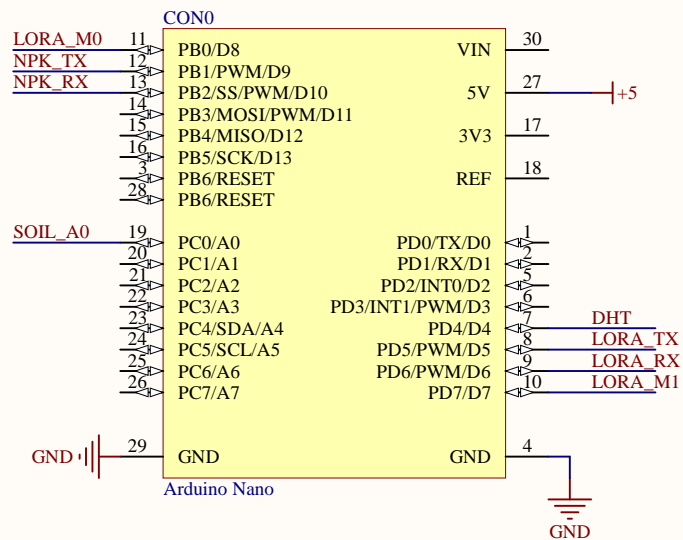 CON0
LORA_M0 11 PB0/D8 VIN 30
NPK_TX 12 PB1/PWM/D9
NPK_RX 13 PB2/SS/PWM/D10 5V 27 +5
14 PB3/MOSI/PWM/D11
15 PB4/MISO/D12 3V3 17
16 PB5/SCK/D13
3 PB6/RESET REF 18
28 PB6/RESET
SOIL_A0 19 PC0/A0 PD0/TX/D0 1
20 PC1/A1 PD1/RX/D1 2
21 PC2/A2 PD2/INT0/D2 5
22 PC3/A3 PD3/INT1/PWM/D3 6
23 PC4/SDA/A4 PD4/D4 7 DHT
24 PC5/SCL/A5 PD5/PWM/D5 8 LORA_TX
25 PC6/A6 PD6/PWM/D6 9 LORA_RX
26 PC7/A7 PD7/D7 10 LORA_M1
GND 29 GND GND 4
Arduino Nano
GND